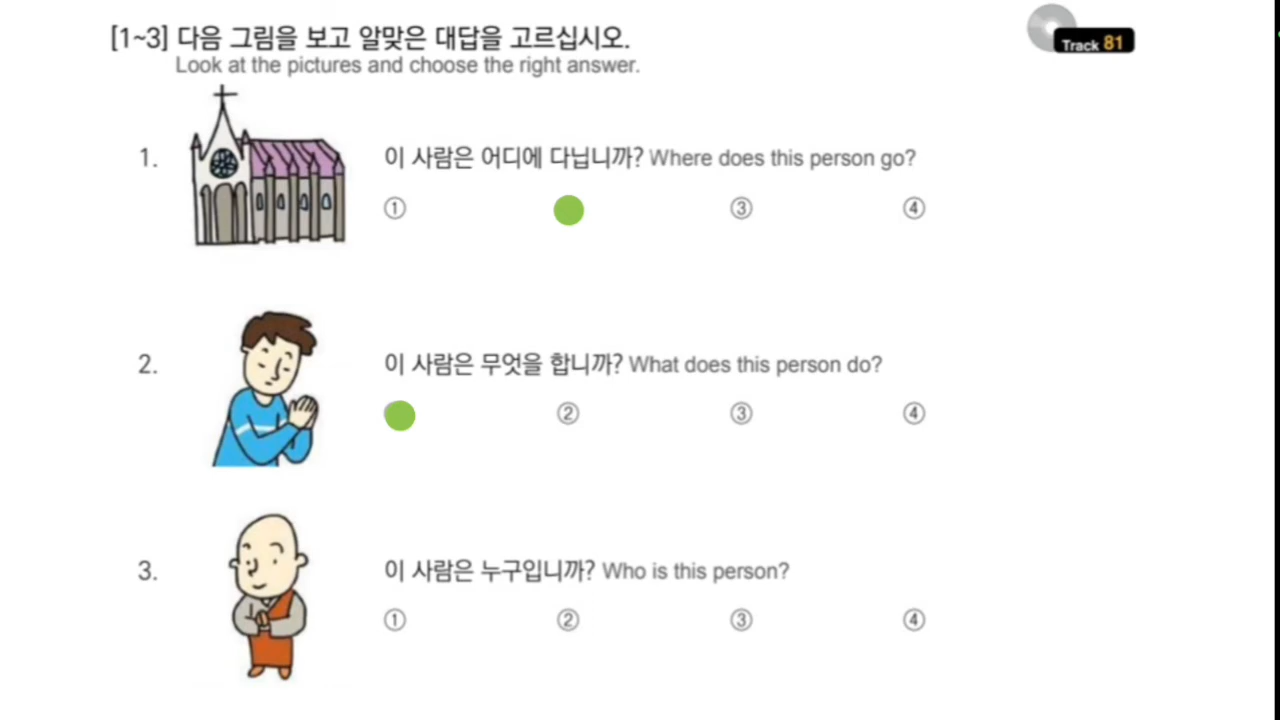 [1~3] 다음 그림을 보고 알맞은 대답을 고르십시오.
Look at the pictures and choose the right answer.
Track 81
1. 이 사람은 어디에 다닙니까? Where does this person go?
① ③ ④
2. 이 사람은 무엇을 합니까? What does this person do?
② ③ ④
3. 이 사람은 누구입니까? Who is this person?
① ② ③ ④